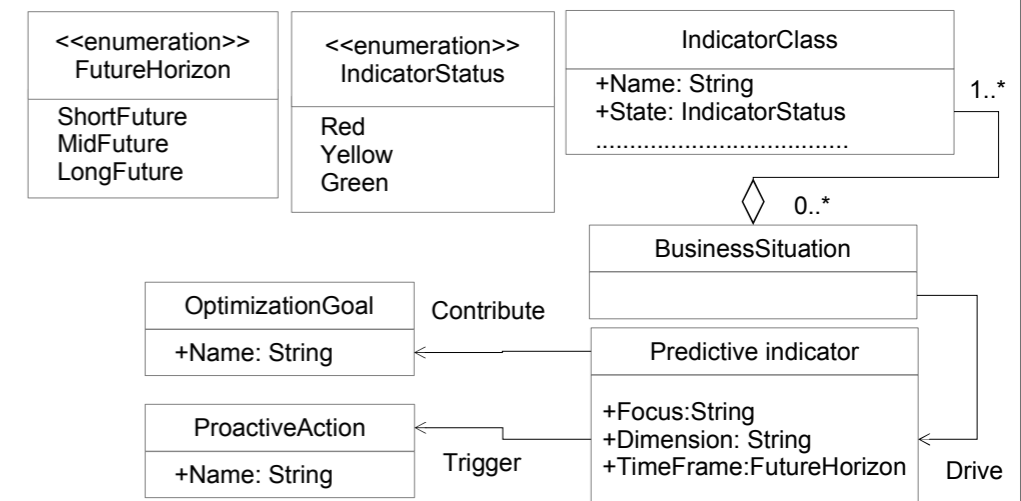 <<enumeration>>
FutureHorizon
ShortFuture
MidFuture
LongFuture
<<enumeration>>
IndicatorStatus
Red
Yellow
Green
IndicatorClass
+Name: String
+State: IndicatorStatus
.....................................
1..*
0..*
BusinessSituation
OptimizationGoal
+Name: String
Contribute
Predictive indicator
+Focus:String
+Dimension: String
+TimeFrame:FutureHorizon
ProactiveAction
+Name: String
Trigger
Drive